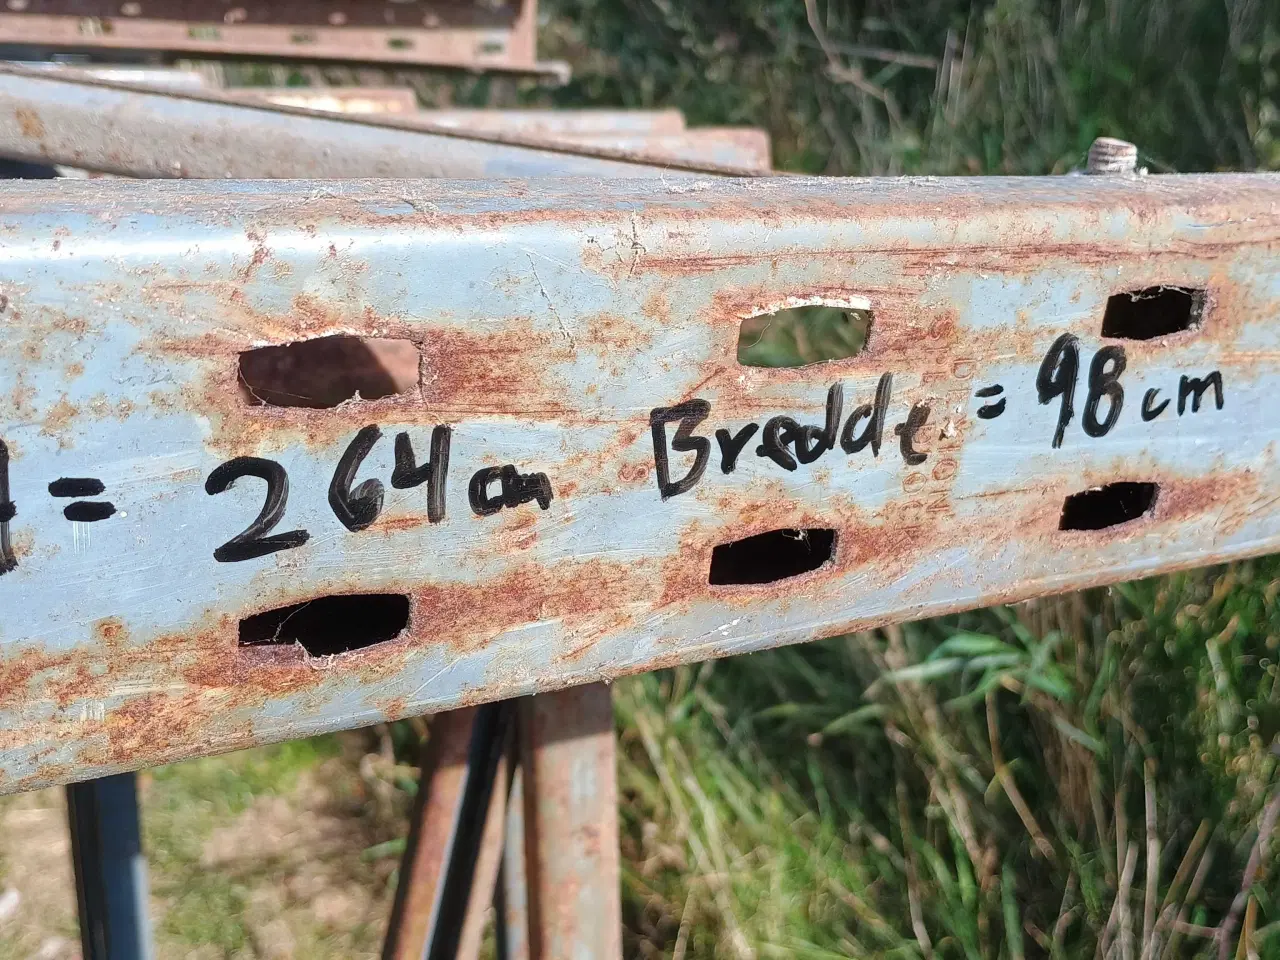 = 264 cm Bredde = 98 cm